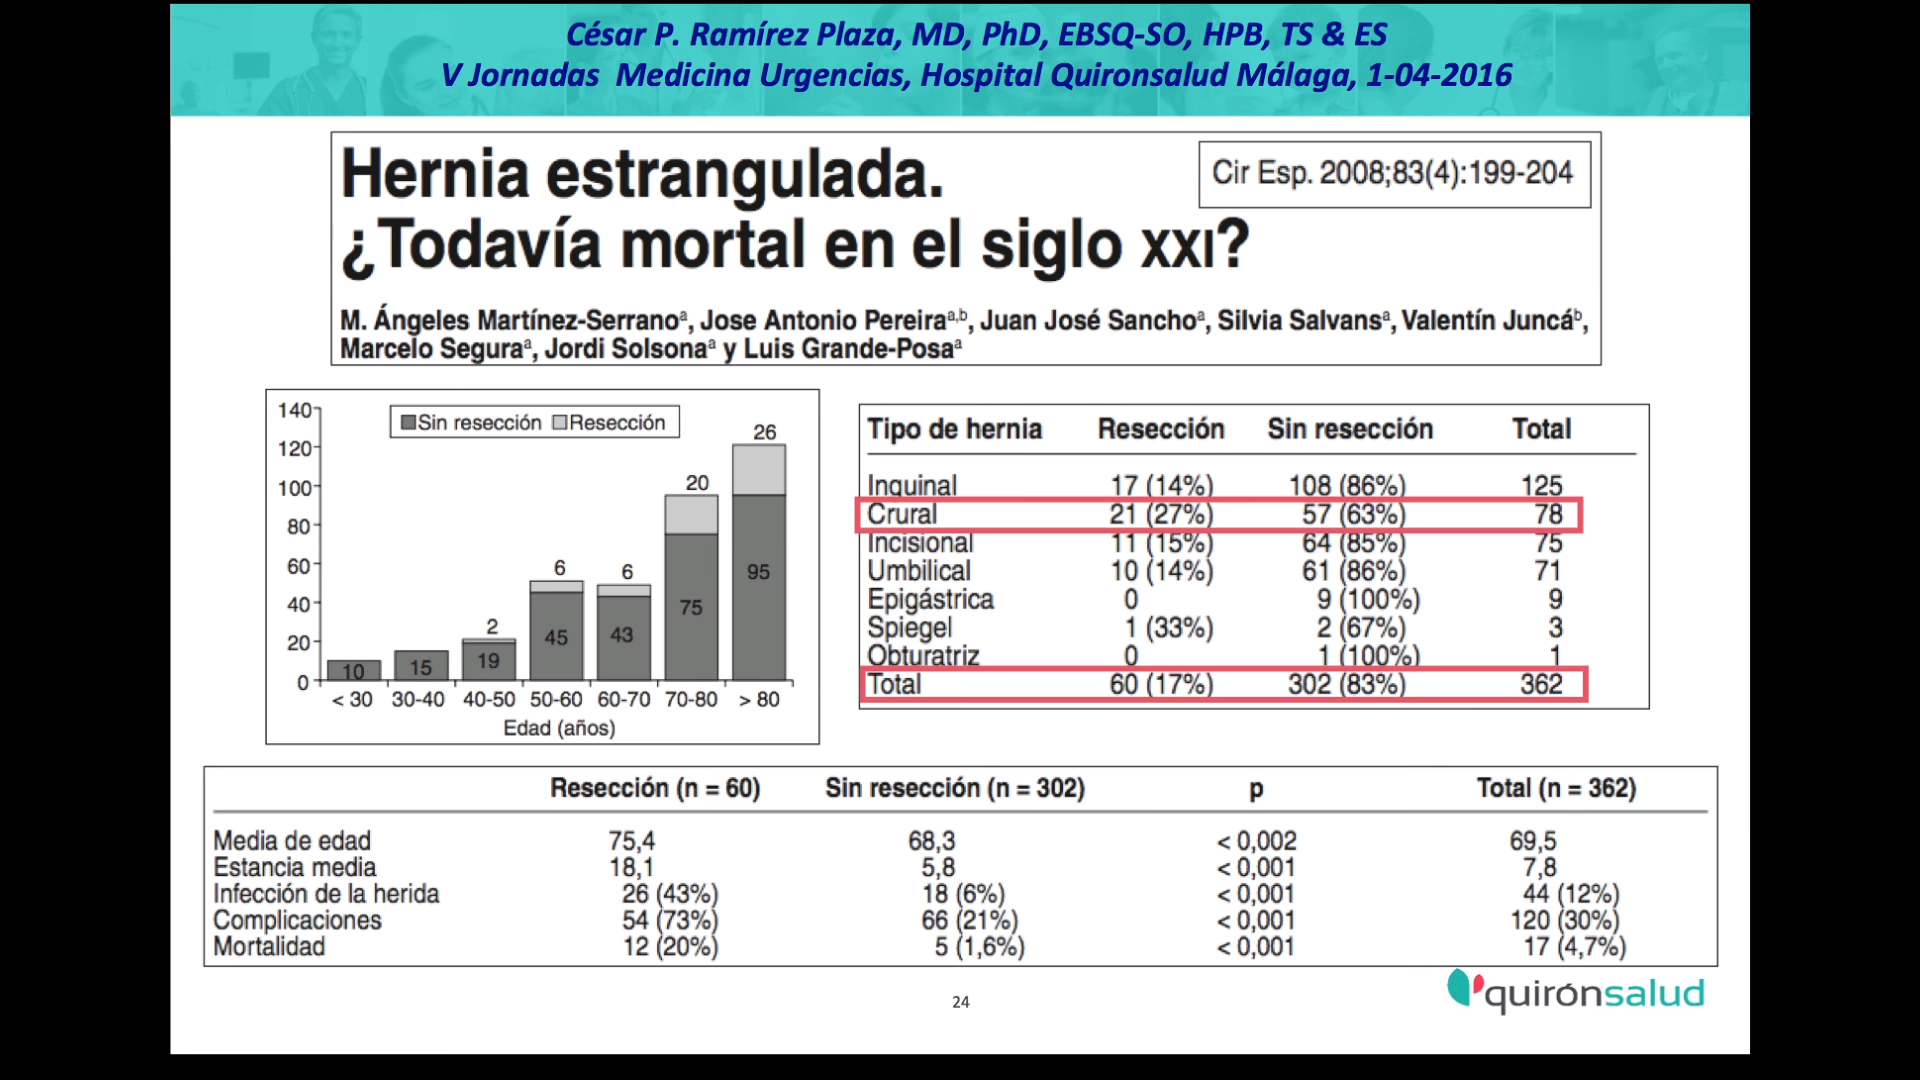 César P. Ramírez Plaza, MD, PhD, EBSQ-SO, HPB, TS & ES
V Jornadas Medicina Urgencias, Hospital Quironsalud Málaga, 1-04-2016
Hernia estrangulada.
¿Todavía mortal en el siglo XXI?
Cir Esp. 2008;83(4):199-204
M. Ángeles Martínez-Serranoª, Jose Antonio Pereiraª,ᵇ, Juan José Sanchoª, Silvia Salvansª, Valentín Juncáᵇ,
Marcelo Seguraª, Jordi Solsonaª y Luis Grande-Posaª
Sin resección Resección
140
120
100
80
60
40
20
0
10
15
2
19
6
45
6
43
20
75
26
95
< 30 30-40 40-50 50-60 60-70 70-80 > 80
Edad (años)
Tipo de hernia Resección Sin resección Total
Inguinal 17 (14%) 108 (86%) 125
Crural 21 (27%) 57 (63%) 78
Incisional 11 (15%) 64 (85%) 75
Umbilical 10 (14%) 61 (86%) 71
Epigástrica 0 9 (100%) 9
Spiegel 1 (33%) 2 (67%) 3
Obturatriz 0 1 (100%) 1
Total 60 (17%) 302 (83%) 362
Resección (n = 60) Sin resección (n = 302) p Total (n = 362)
Media de edad 75,4 68,3 < 0,002 69,5
Estancia media 18,1 5,8 < 0,001 7,8
Infección de la herida 26 (43%) 18 (6%) < 0,001 44 (12%)
Complicaciones 54 (73%) 66 (21%) < 0,001 120 (30%)
Mortalidad 12 (20%) 5 (1,6%) < 0,001 17 (4,7%)
24
quirónsalud